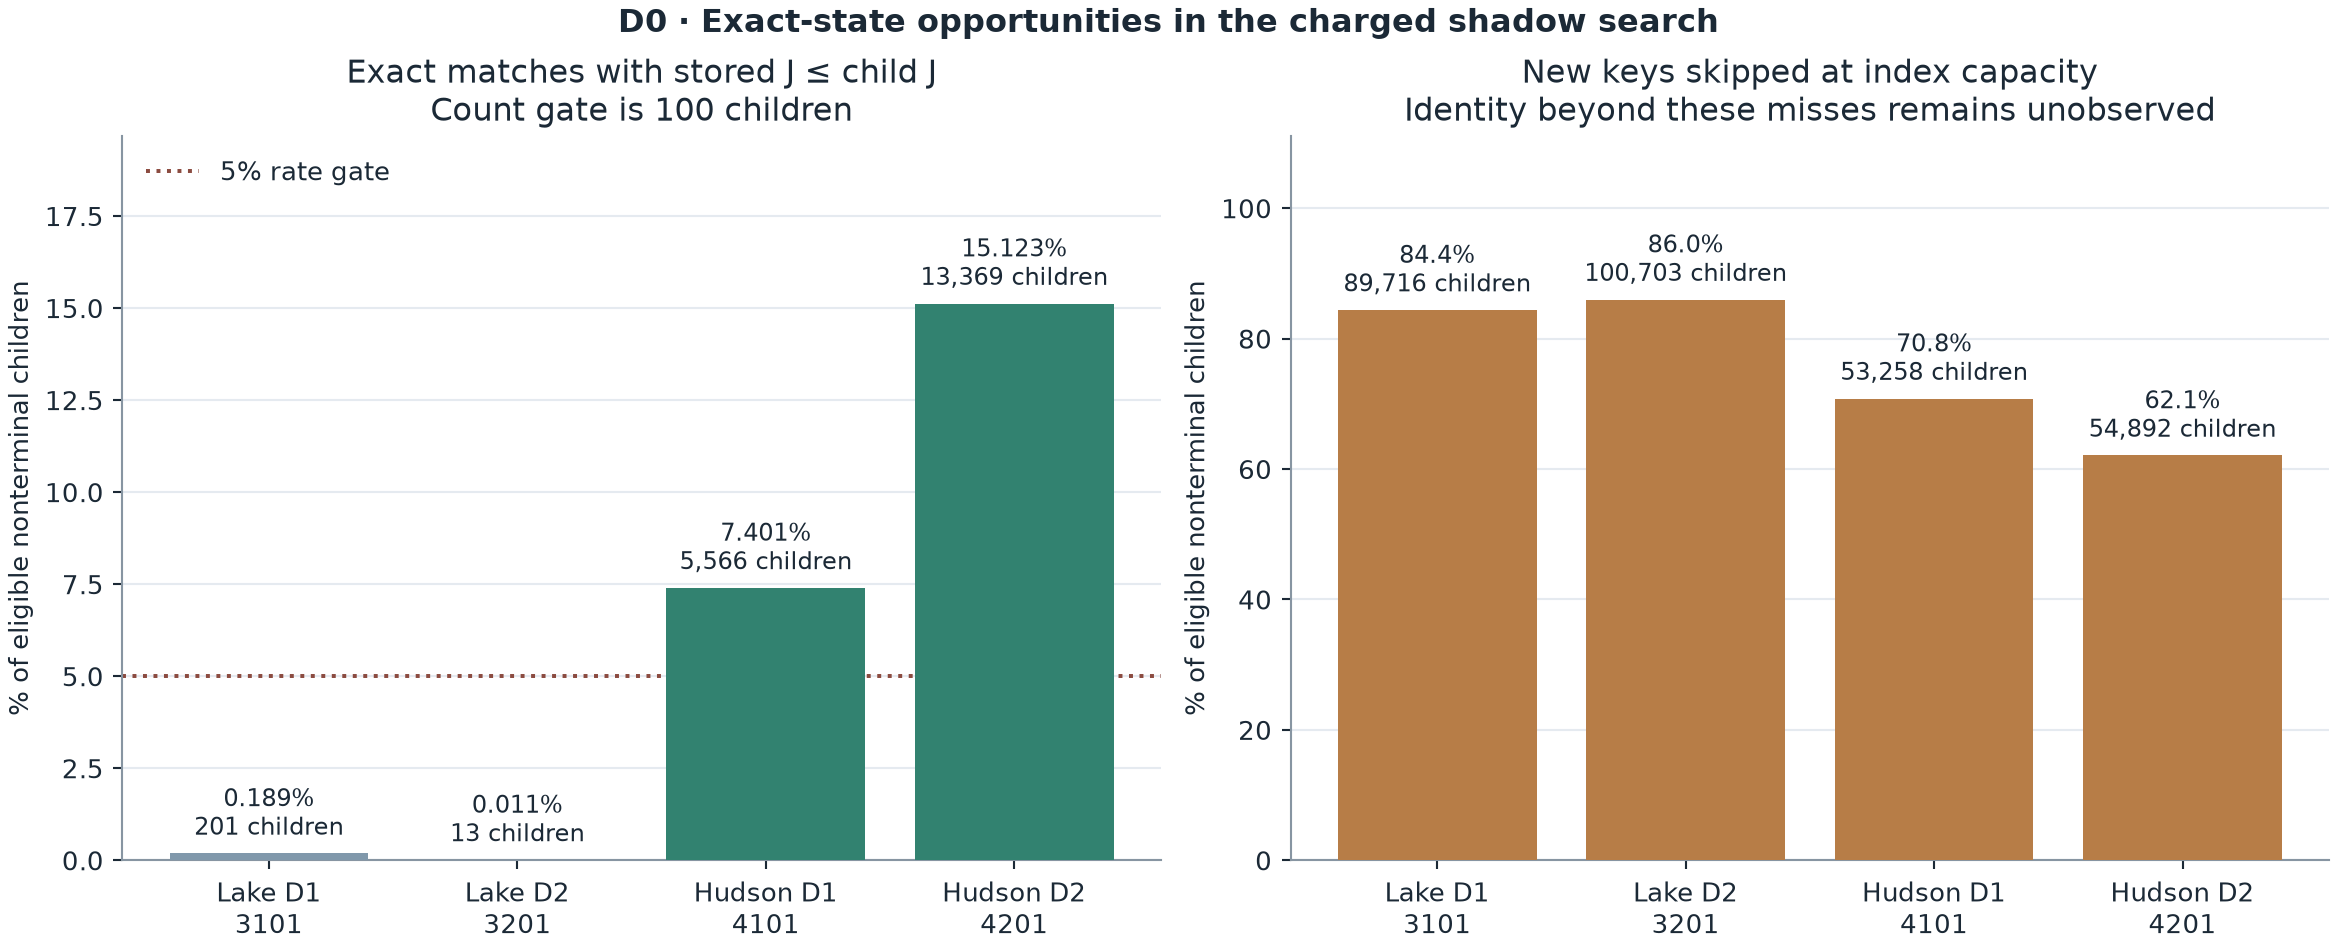 D0 · Exact-state opportunities in the charged shadow search
Exact matches with stored J ≤ child J
Count gate is 100 children
5% rate gate
% of eligible nonterminal children
17.5
15.0
12.5
10.0
7.5
5.0
2.5
0.0
0.189%
201 children
0.011%
13 children
7.401%
5,566 children
15.123%
13,369 children
Lake D1
3101
Lake D2
3201
Hudson D1
4101
Hudson D2
4201
New keys skipped at index capacity
Identity beyond these misses remains unobserved
% of eligible nonterminal children
100
80
60
40
20
0
84.4%
89,716 children
86.0%
100,703 children
70.8%
53,258 children
62.1%
54,892 children
Lake D1
3101
Lake D2
3201
Hudson D1
4101
Hudson D2
4201